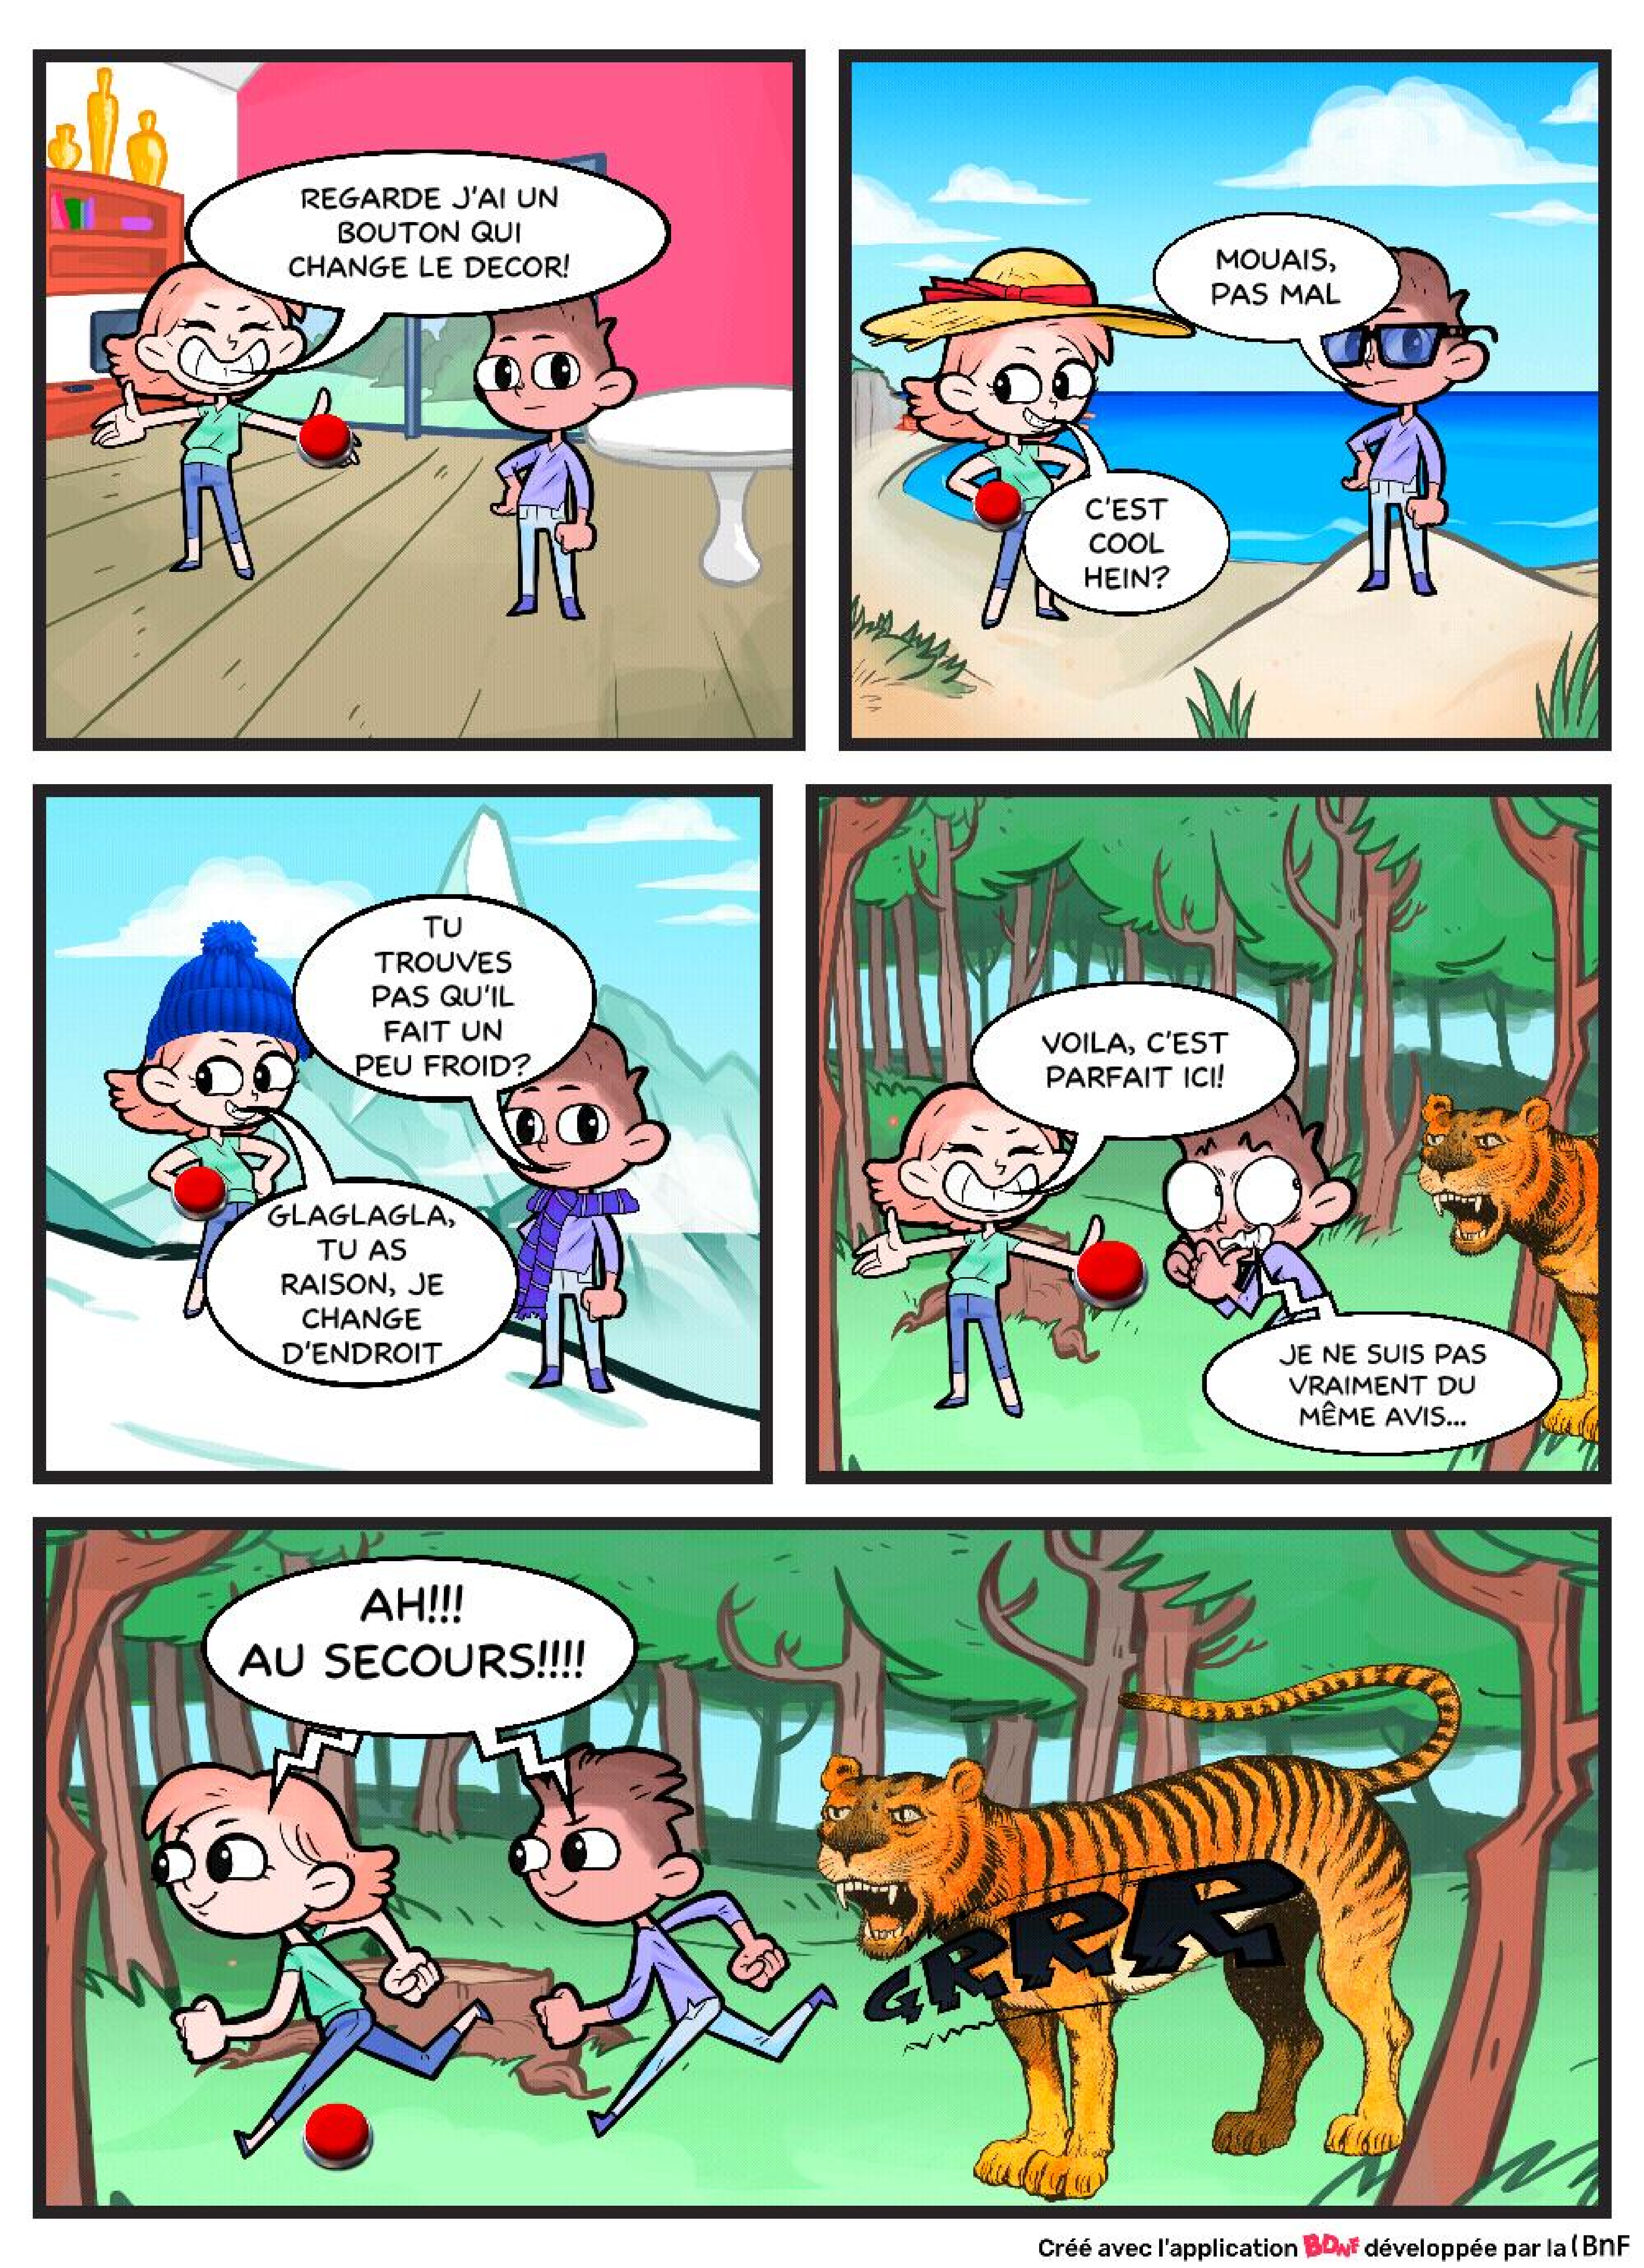 REGARDE J'AI UN
BOUTON QUI
CHANGE LE DECOR!
MOUAIS,
PAS MAL
C'EST
COOL
HEIN?
TU
TROUVES
PAS QU'IL
FAIT UN
PEU FROID?
GLAGLAGLA,
TU AS
RAISON, JE
CHANGE
D'ENDROIT
VOILA, C'EST
PARFAIT ICI!
JE NE SUIS PAS
VRAIMENT DU
MÊME AVIS...
AH!!!
AU SECOURS!!!!
GRRR
Créé avec l'application BDnF développée par la (BnF